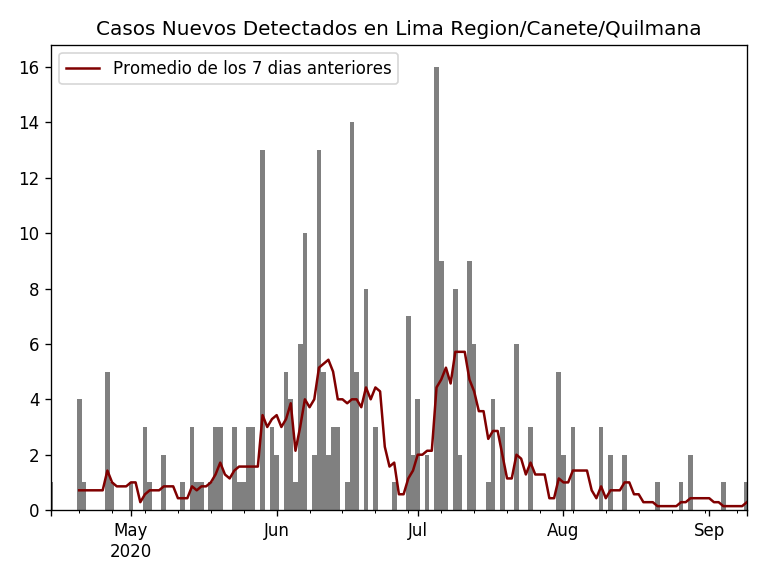 Casos Nuevos Detectados en Lima Region/Canete/Quilmana
Promedio de los 7 dias anteriores
16
14
12
10
8
6
4
2
0
May
2020
Jun
Jul
Aug
Sep